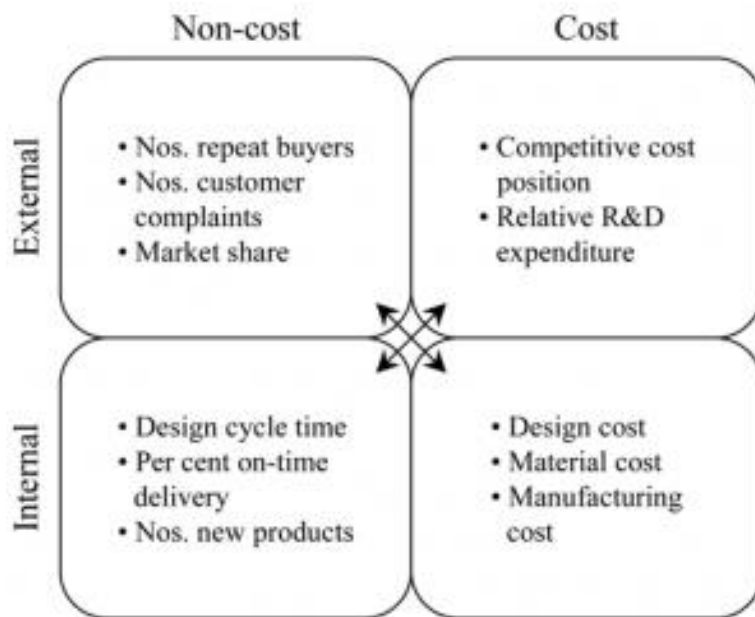 Non-cost
Cost
External
• Nos. repeat buyers
• Nos. customer
complaints
• Market share
• Competitive cost
position
• Relative R&D
expenditure
Internal
• Design cycle time
• Per cent on-time
delivery
• Nos. new products
• Design cost
• Material cost
• Manufacturing
cost